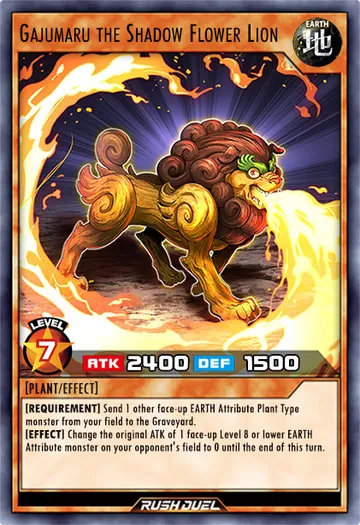 Gajumaru the Shadow Flower Lion
EARTH
地
LEVEL
7
ATK 2400 DEF 1500
[PLANT/EFFECT]
[REQUIREMENT] Send 1 other face-up EARTH Attribute Plant Type
monster from your field to the Graveyard.
[EFFECT] Change the original ATK of 1 face-up Level 8 or lower EARTH
Attribute monster on your opponent's field to 0 until the end of this turn.
RUSH DUEL